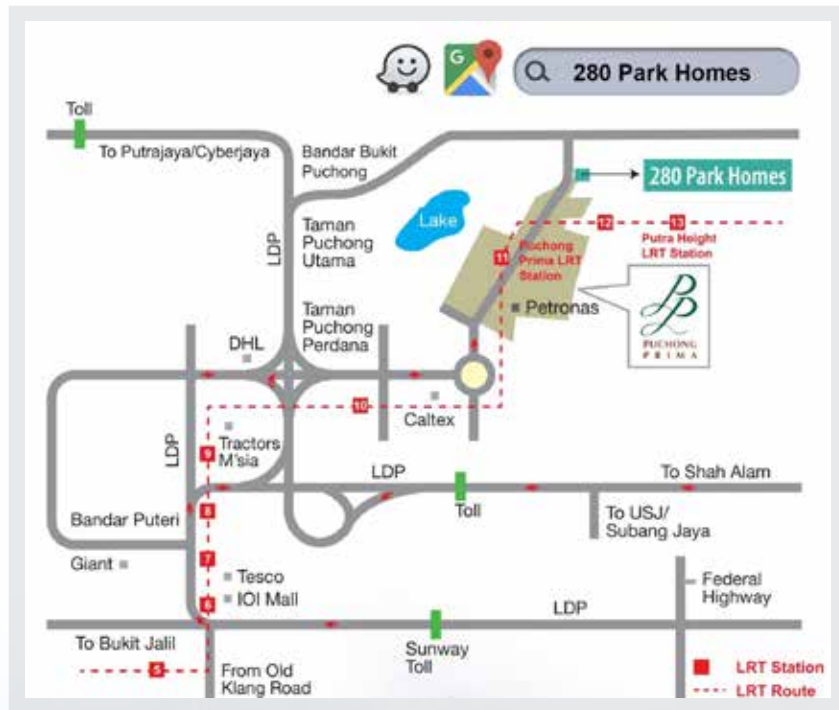 G
280 Park Homes
Toll
To Putrajaya/Cyberjaya
Bandar Bukit
Puchong
280 Park Homes
Lake
LDP
Taman
Puchong
Utama
12
13
Puchong
Prima LRT
Station
11
Putra Height
LRT Station
Petronas
PP
PUCHONG
PRIMA
Taman
Puchong
Perdana
DHL
10
Caltex
LDP
Tractors
M'sia
9
LDP
To Shah Alam
Toll
To USJ/
Subang Jaya
Bandar Puteri
8
Giant
7
Tesco
IOI Mall
6
Federal
Highway
LDP
To Bukit Jalil
Sunway
Toll
5
From Old
Klang Road
LRT Station
LRT Route